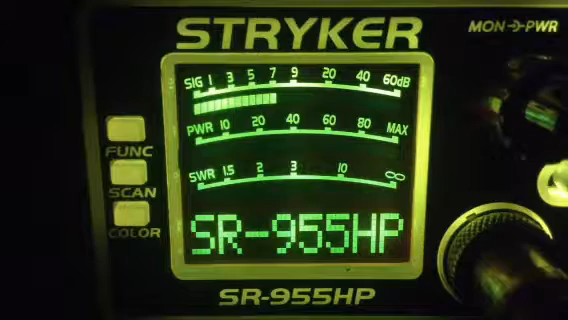 STRYKER
MON PWR
SIG 1 3 5 7 9 20 40 60dB
PWR 10 20 40 60 80 MAX
FUNC
SWR 1.5 2 3 10 ∞
SCAN
COLOR
SR-955HP
SR-955HP